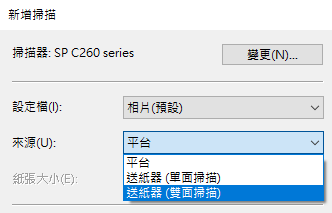 新增掃描
掃描器: SP C260 series
變更(N)...
設定檔(I):
相片(預設)
來源(U):
平台
平台
送紙器 (單面掃描)
送紙器 (雙面掃描)
紙張大小(E):